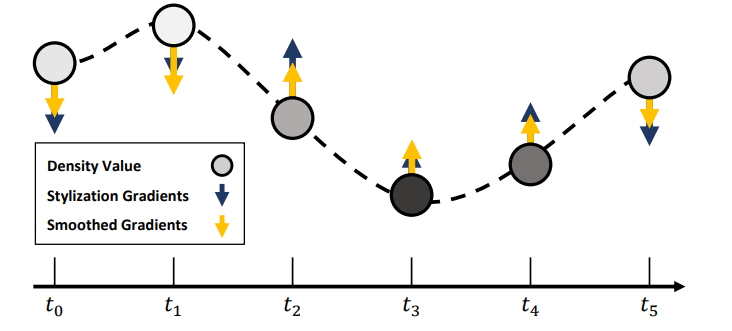 Density Value
Stylization Gradients
Smoothed Gradients
t₀ t₁ t₂ t₃ t₄ t₅